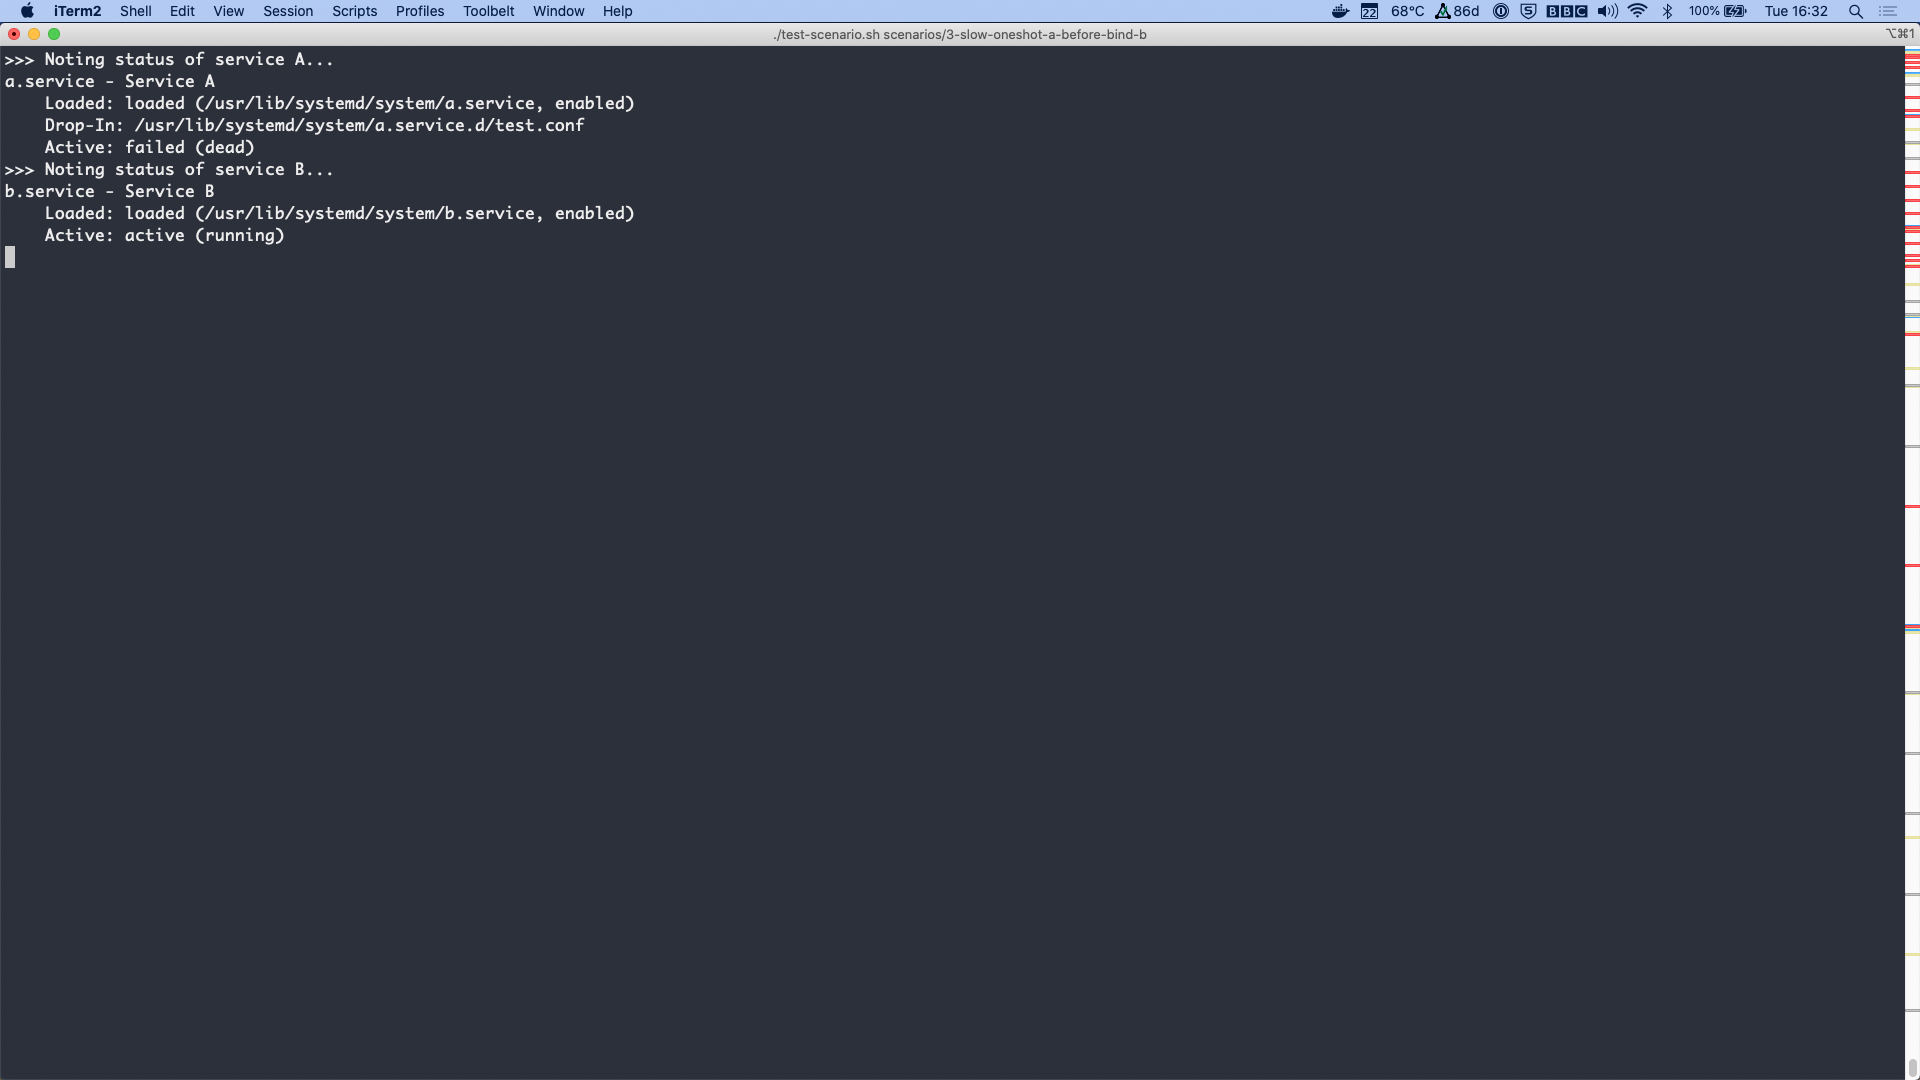 iTerm2 Shell Edit View Session Scripts Profiles Toolbelt Window Help 22 68°C 86d BBC 100% Tue 16:32
./test-scenario.sh scenarios/3-slow-oneshot-a-before-bind-b ⌥⌘1
>>> Noting status of service A...
a.service - Service A
Loaded: loaded (/usr/lib/systemd/system/a.service, enabled)
Drop-In: /usr/lib/systemd/system/a.service.d/test.conf
Active: failed (dead)
>>> Noting status of service B...
b.service - Service B
Loaded: loaded (/usr/lib/systemd/system/b.service, enabled)
Active: active (running)